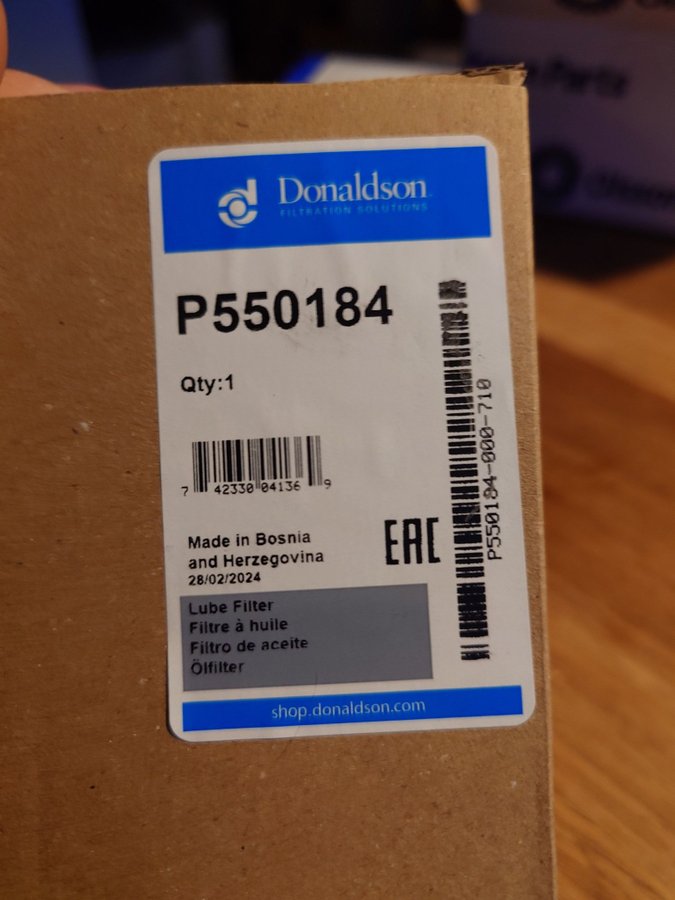 Donaldson
FILTRATION SOLUTIONS
P550184
Qty:1
7 42330 04136 9
P550184-000-710
Made in Bosnia
and Herzegovina
28/02/2024
EAC
Lube Filter
Filtre à huile
Filtro de aceite
Ölfilter
shop.donaldson.com